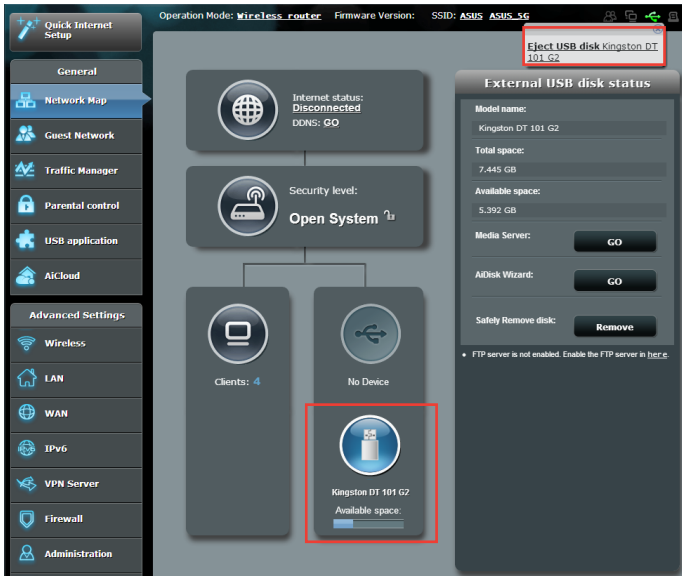 Operation Mode: Wireless router Firmware Version: SSID: ASUS ASUS_5G
Quick Internet
Setup
General
Network Map
Guest Network
Traffic Manager
Parental control
USB application
AiCloud
Advanced Settings
Wireless
LAN
WAN
IPv6
VPN Server
Firewall
Administration
Internet status:
Disconnected
DDNS: GO
Security level:
Open System
Clients: 4
No Device
Kingston DT 101 G2
Available space:
Eject USB disk Kingston DT
101 G2
External USB disk status
Model name:
Kingston DT 101 G2
Total space:
7.445 GB
Available space:
5.392 GB
Media Server: GO
AiDisk Wizard: GO
Safely Remove disk: Remove
• FTP server is not enabled. Enable the FTP server in here.